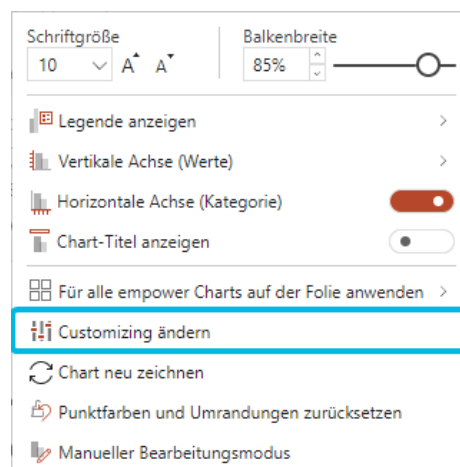 Schriftgröße Balkenbreite
10 A A 85%
Legende anzeigen
Vertikale Achse (Werte)
Horizontale Achse (Kategorie)
Chart-Titel anzeigen
Für alle empower Charts auf der Folie anwenden
Customizing ändern
Chart neu zeichnen
Punktfarben und Umrandungen zurücksetzen
Manueller Bearbeitungsmodus